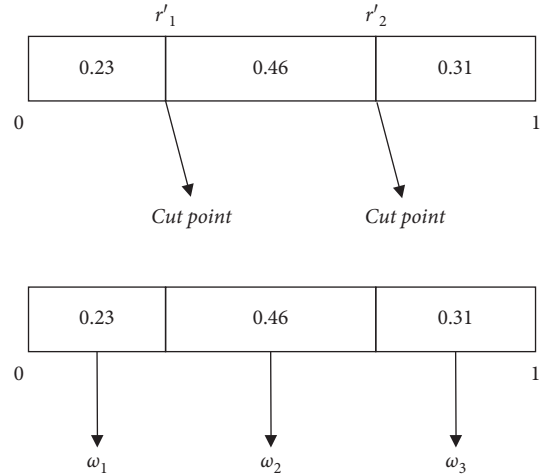 r'₁ r'₂
0.23 0.46 0.31
0 1
Cut point Cut point
0.23 0.46 0.31
0 1
ω₁ ω₂ ω₃